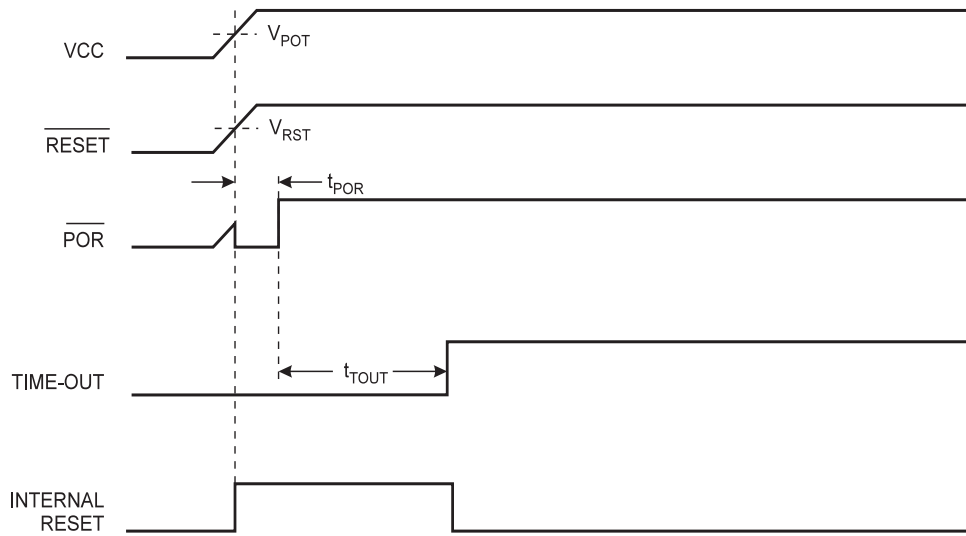 VCC
V_POT
RESET
V_RST
t_POR
POR
t_TOUT
TIME-OUT
INTERNAL
RESET